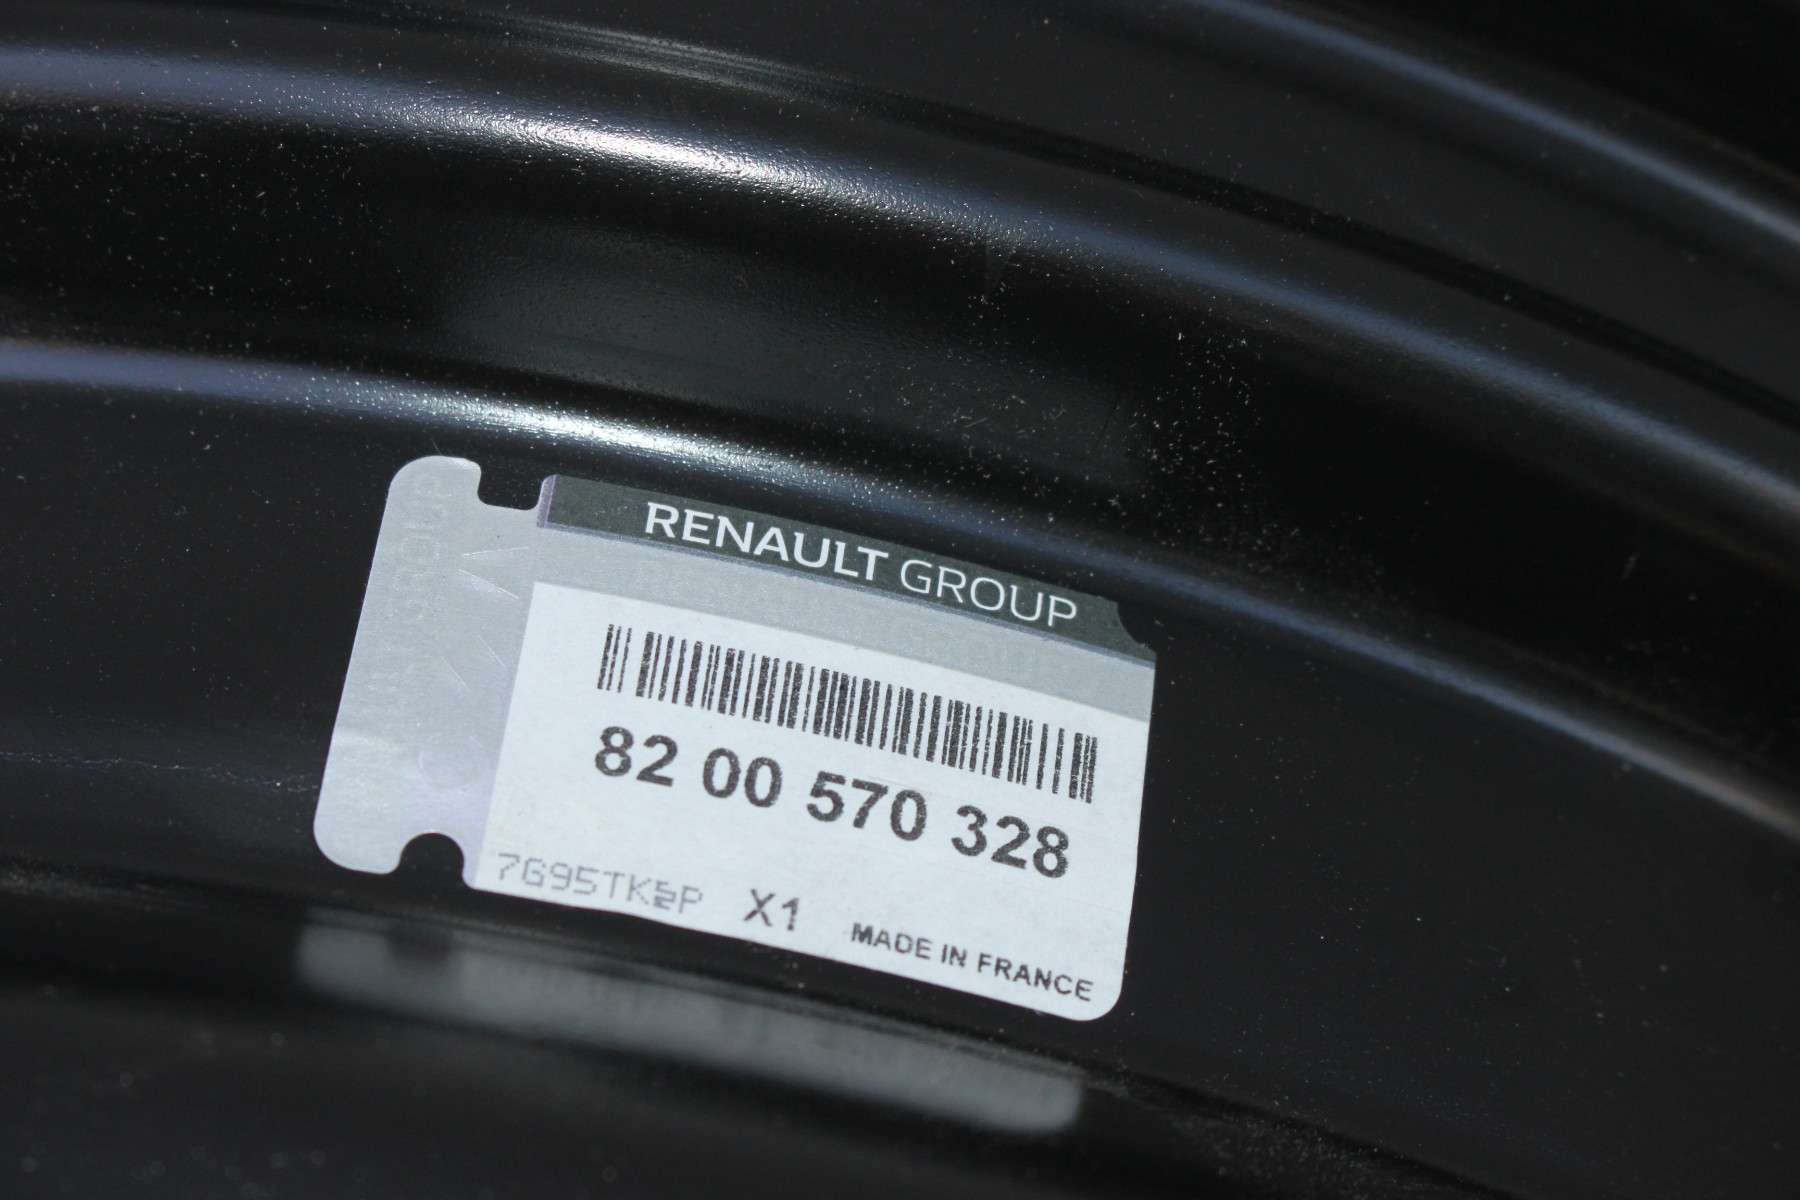 RENAULT GROUP
82 00 570 328
X1 MADE IN FRANCE